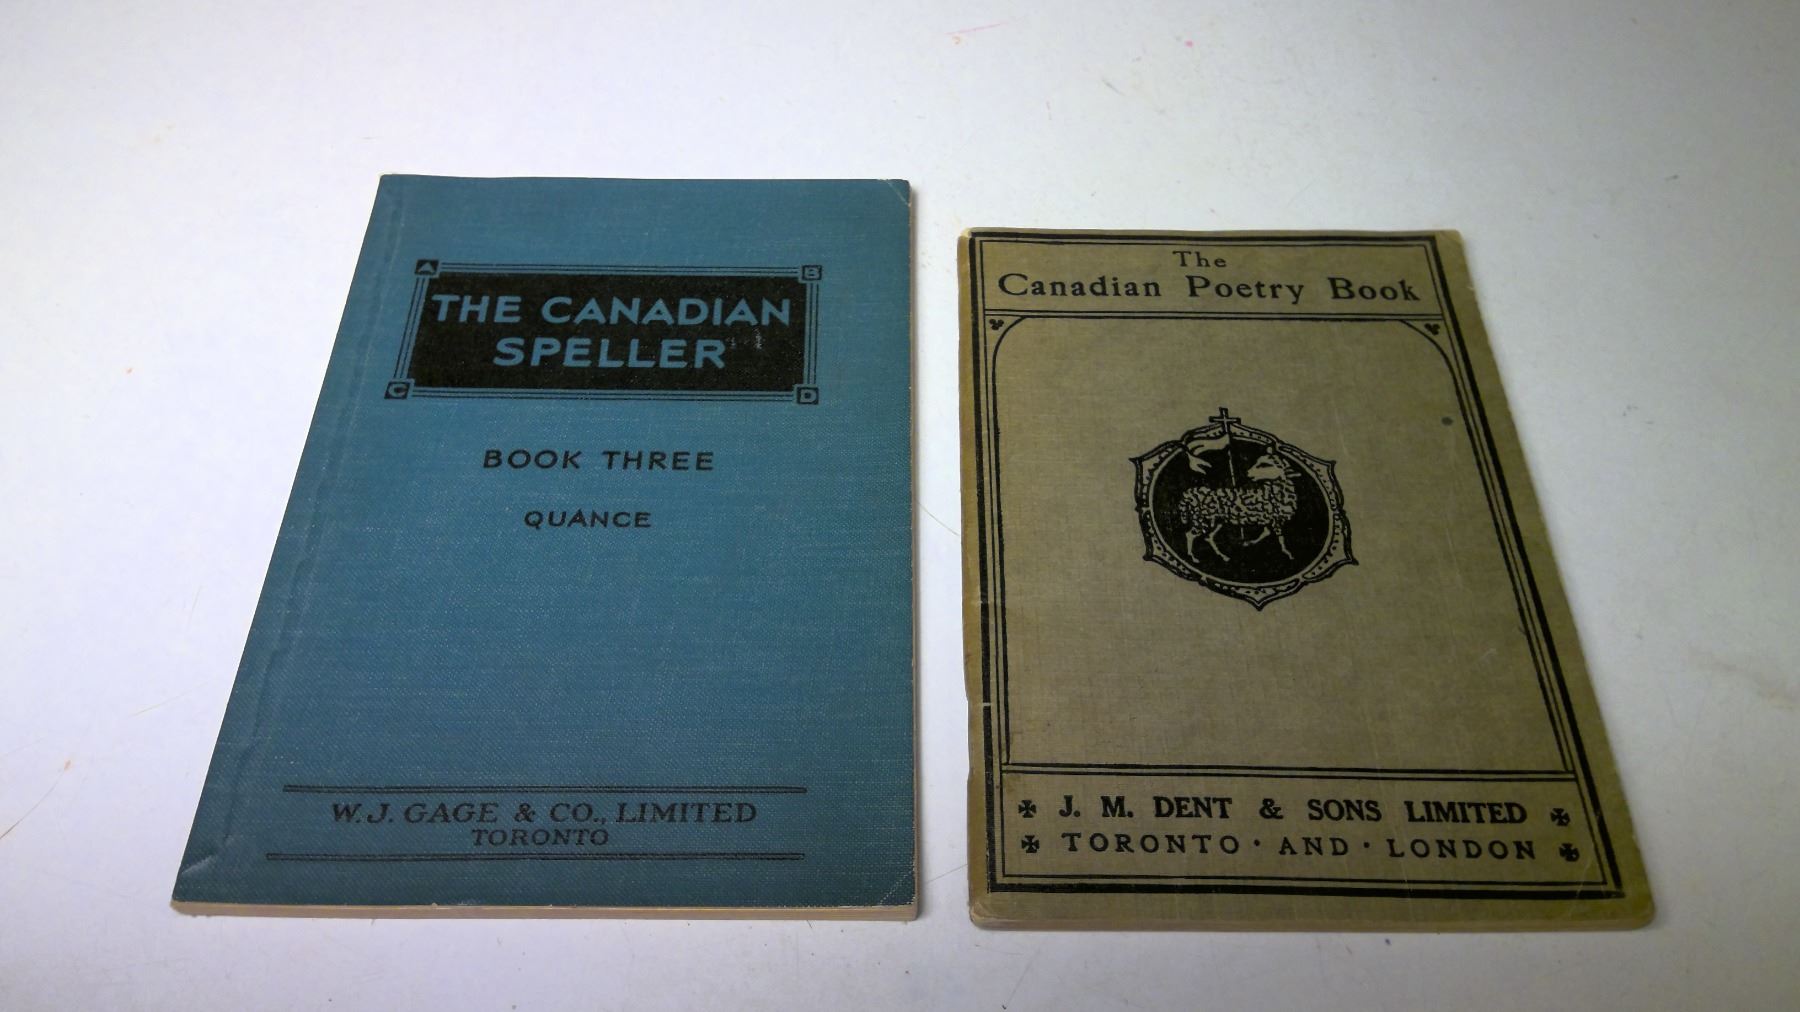 A B
THE CANADIAN
SPELLER
C D
BOOK THREE
QUANCE
W. J. GAGE & CO., LIMITED
TORONTO
The
Canadian Poetry Book
J. M. DENT & SONS LIMITED
TORONTO · AND · LONDON